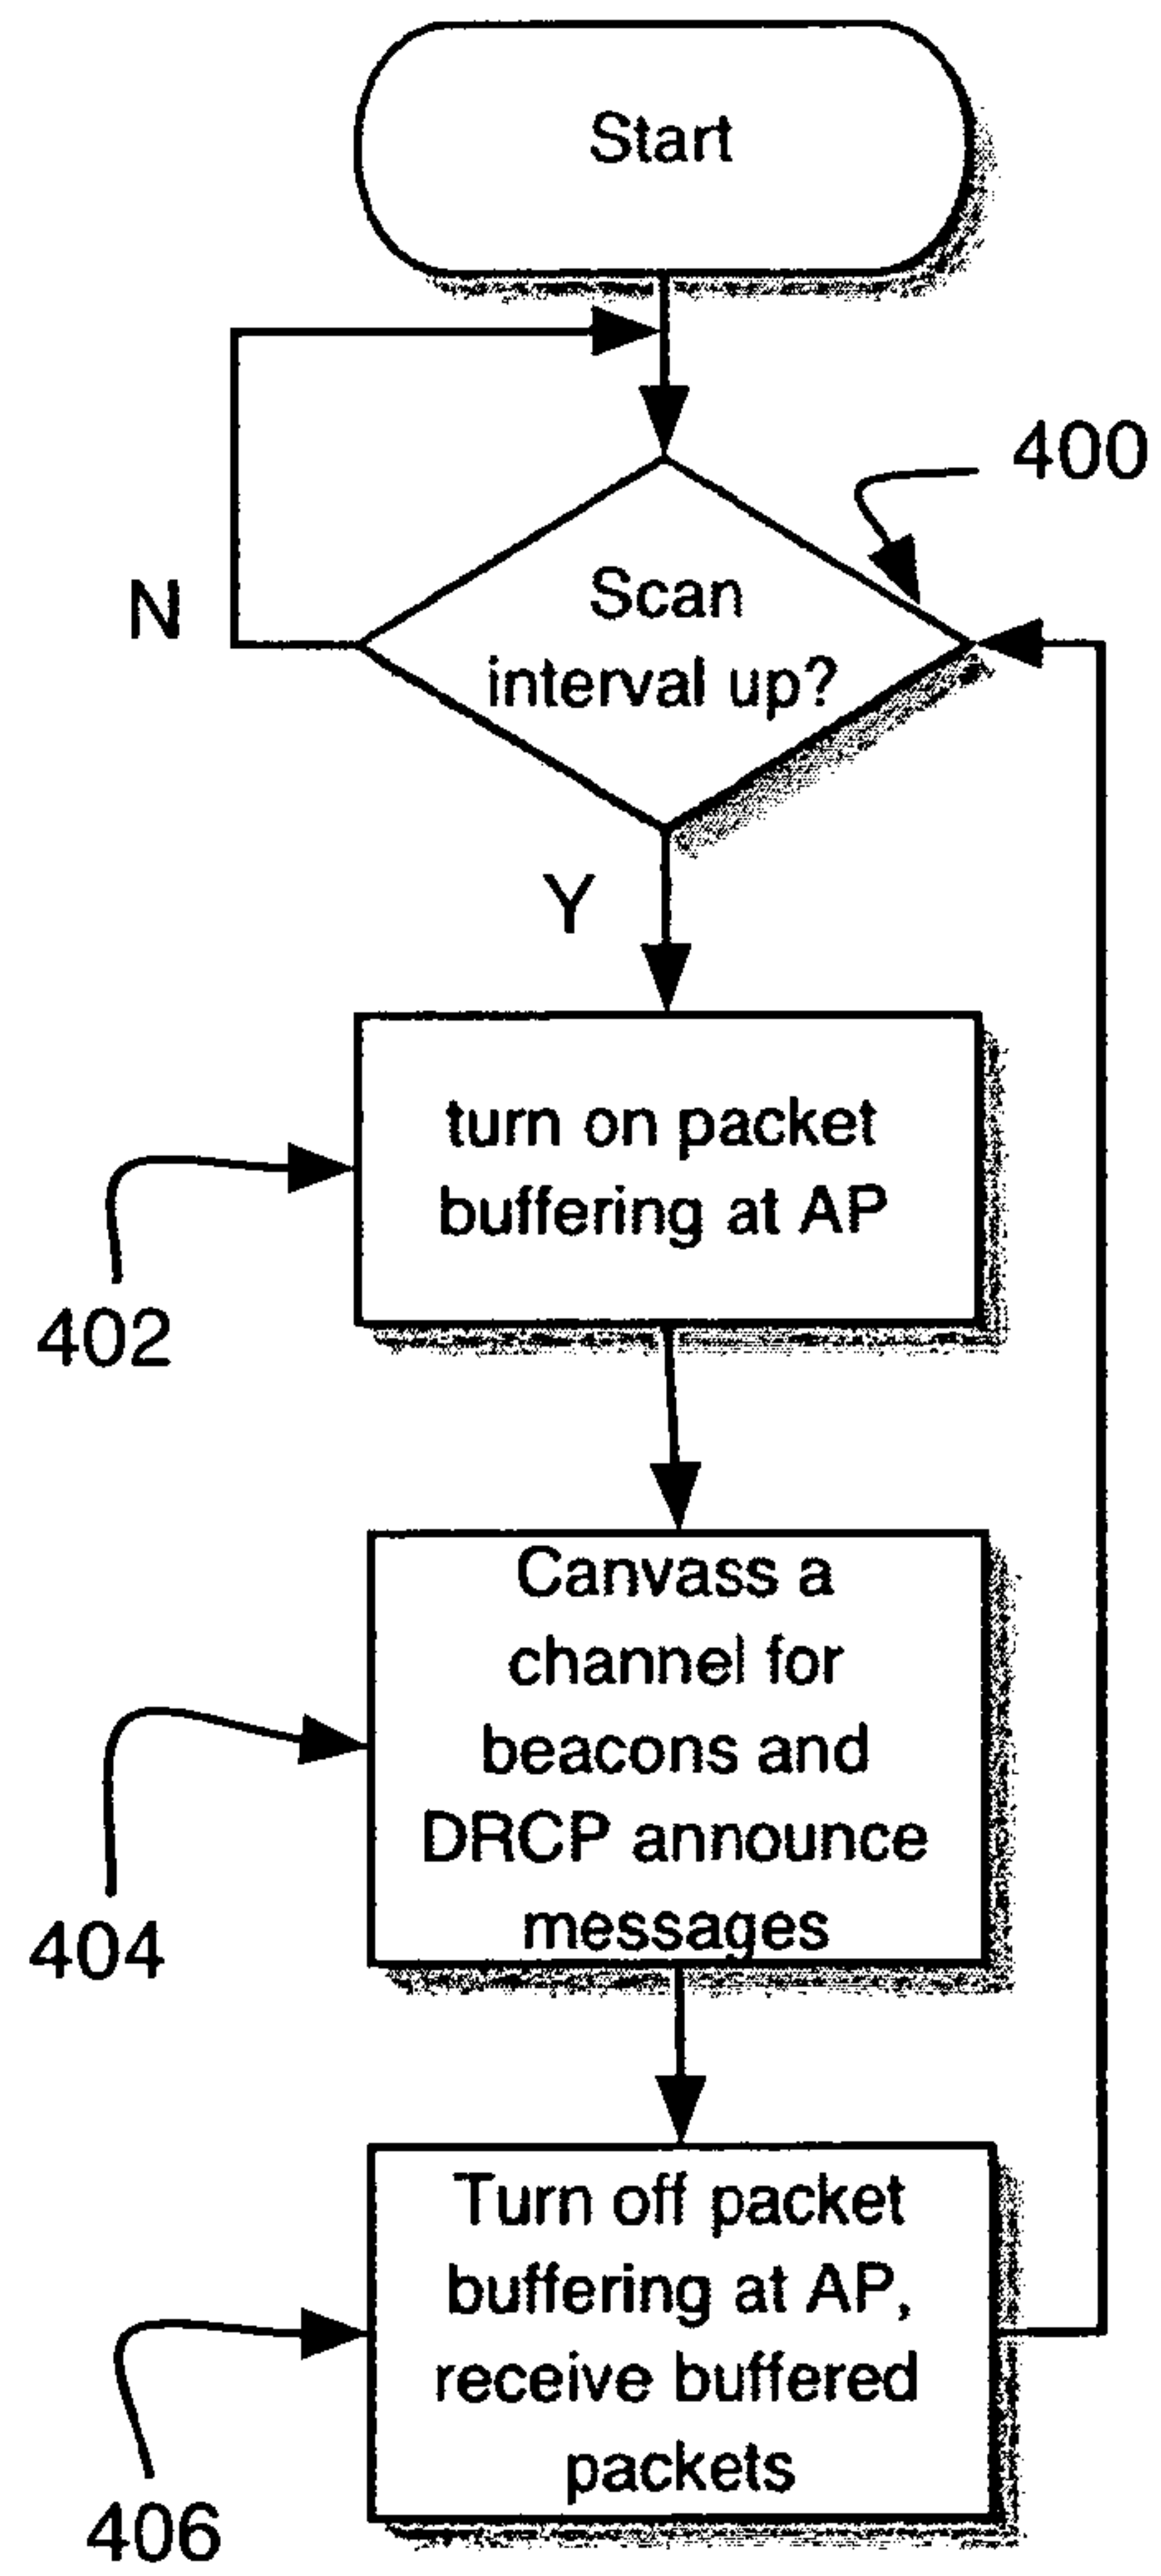 Start
400
Scan
interval up?
N
Y
turn on packet
buffering at AP
402
Canvass a
channel for
beacons and
DRCP announce
messages
404
Turn off packet
buffering at AP,
receive buffered
packets
406